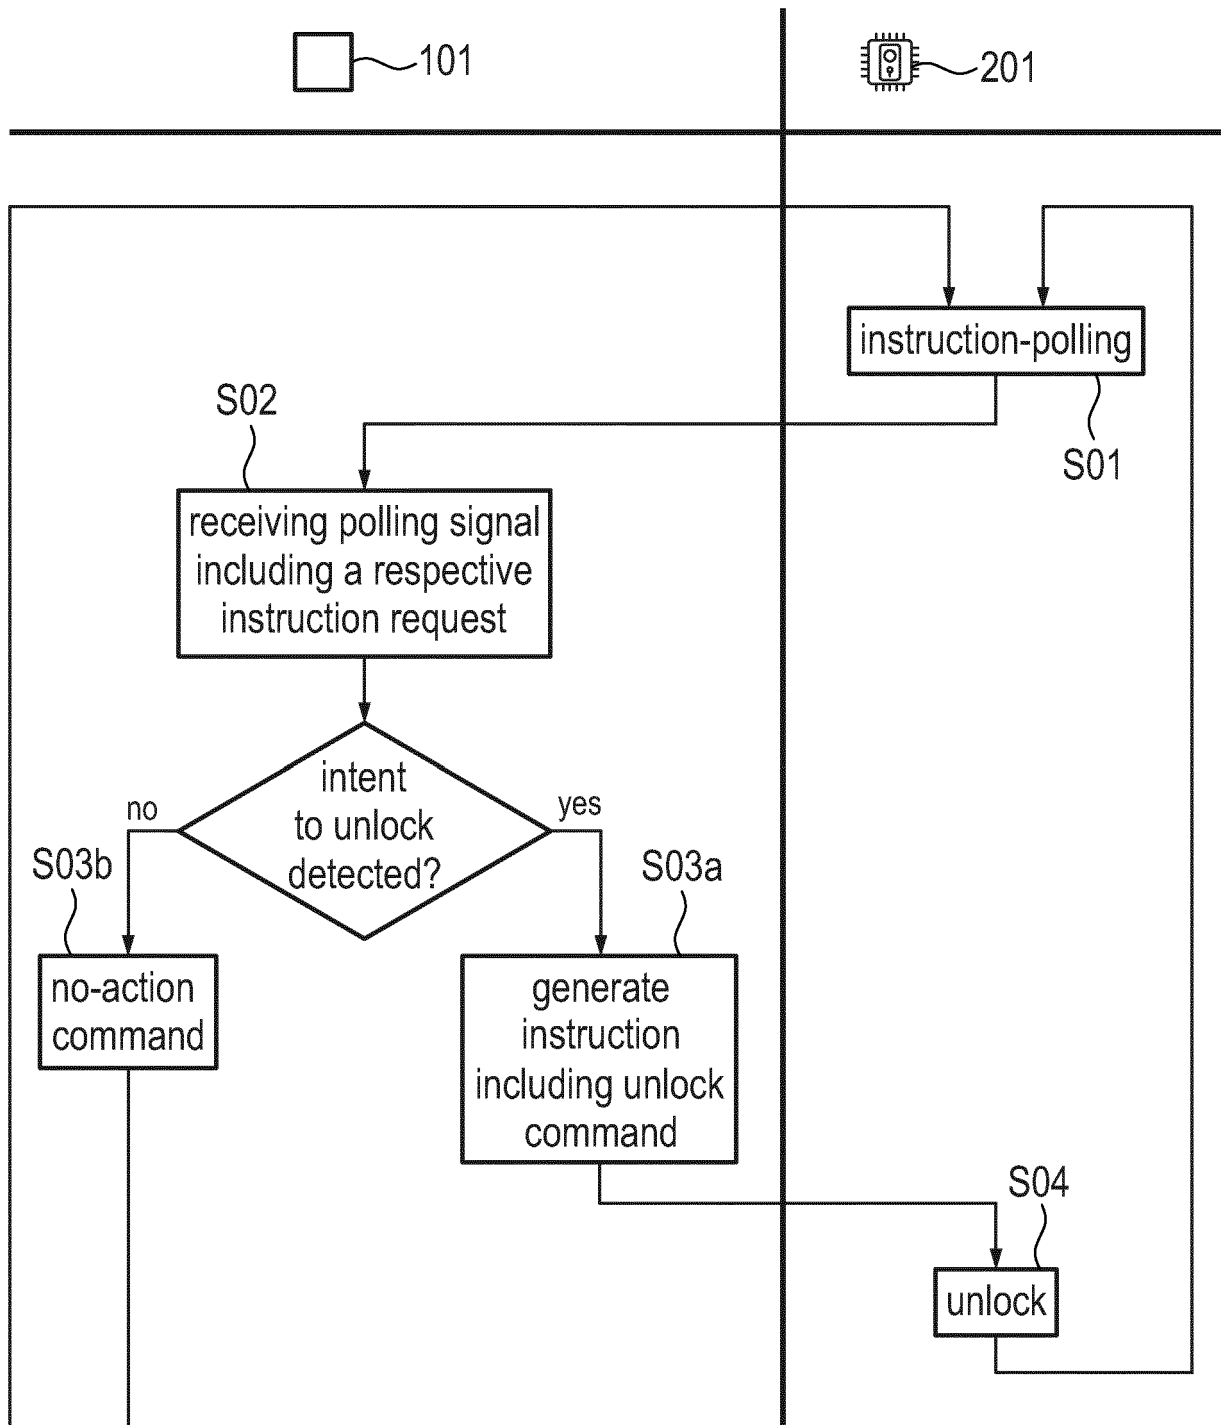 101
201
instruction-polling
S01
S02
receiving polling signal
including a respective
instruction request
intent
to unlock
detected?
no
yes
S03b
S03a
no-action
command
generate
instruction
including unlock
command
S04
unlock